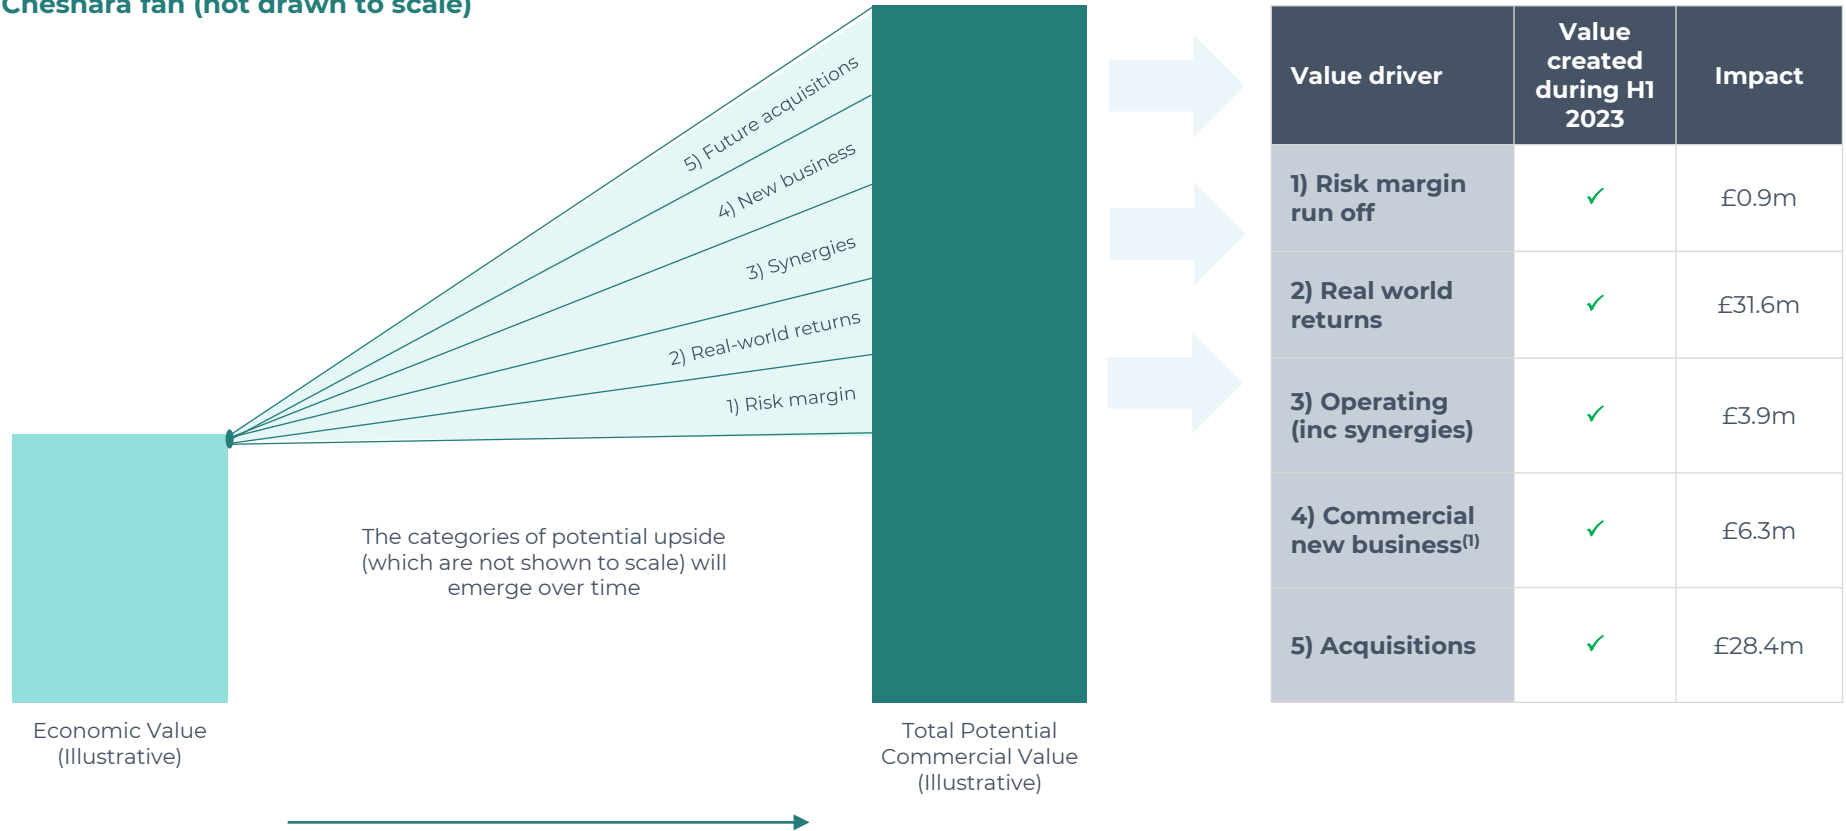 Chesnara fan (not drawn to scale)
5) Future acquisitions
4) New business
3) Synergies
2) Real-world returns
1) Risk margin
The categories of potential upside
(which are not shown to scale) will
emerge over time
Economic Value
(Illustrative)
Total Potential
Commercial Value
(Illustrative)
Value driver
Value
created
during H1
2023
Impact
1) Risk margin
run off
✓
£0.9m
2) Real world
returns
✓
£31.6m
3) Operating
(inc synergies)
✓
£3.9m
4) Commercial
new business(1)
✓
£6.3m
5) Acquisitions
✓
£28.4m